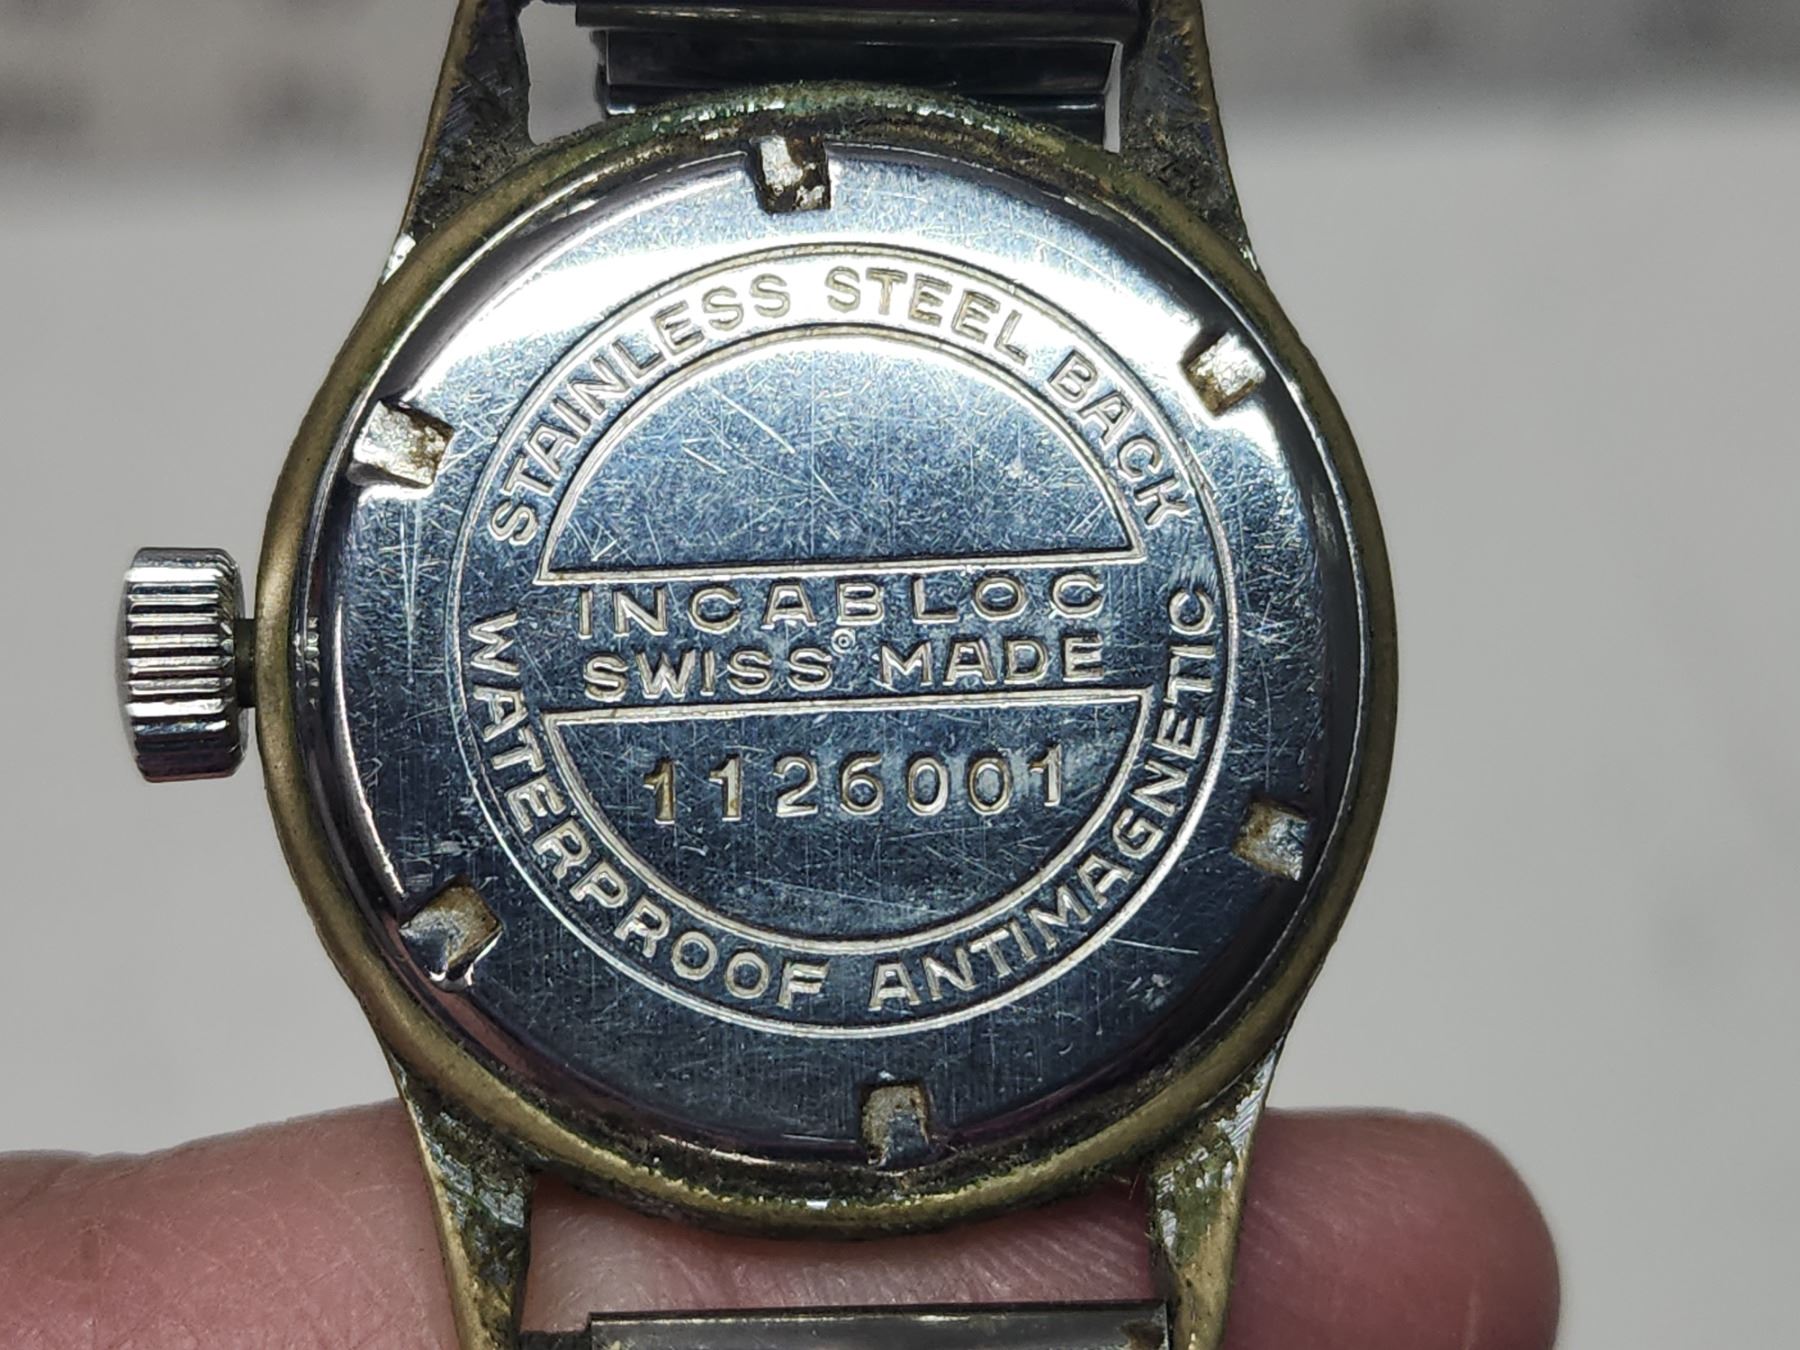 STAINLESS STEEL BACK
INCABLOC
SWISS MADE
1126001
WATERPROOF ANTIMAGNETIC